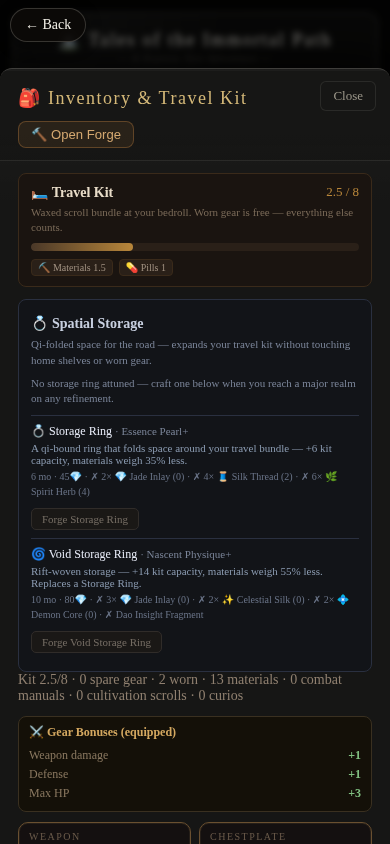 ← Back
Tales of the Immortal Path
🎒 Inventory & Travel Kit
Close
🔨 Open Forge
🛏️ Travel Kit
2.5 / 8
Waxed scroll bundle at your bedroll. Worn gear is free — everything else
counts.
⛏️ Materials 1.5
💊 Pills 1
💍 Spatial Storage
Qi-folded space for the road — expands your travel kit without touching
home shelves or worn gear.
No storage ring attuned — craft one below when you reach a major realm
on any refinement.
💍 Storage Ring · Essence Pearl+
A qi-bound ring that folds space around your travel bundle — +6 kit
capacity, materials weigh 35% less.
6 mo · 45💎 · ✗ 2× 💎 Jade Inlay (0) · ✗ 4× 🧵 Silk Thread (2) · ✗ 6× 🌿
Spirit Herb (4)
Forge Storage Ring
🌀 Void Storage Ring · Nascent Physique+
Rift-woven storage — +14 kit capacity, materials weigh 55% less.
Replaces a Storage Ring.
10 mo · 80💎 · ✗ 3× 💎 Jade Inlay (0) · ✗ 2× ✨ Celestial Silk (0) · ✗ 2× 💠
Demon Core (0) · ✗ Dao Insight Fragment
Forge Void Storage Ring
Kit 2.5/8 · 0 spare gear · 2 worn · 13 materials · 0 combat
manuals · 0 cultivation scrolls · 0 curios
⚔️ Gear Bonuses (equipped)
Weapon damage +1
Defense +1
Max HP +3
WEAPON
CHESTPLATE